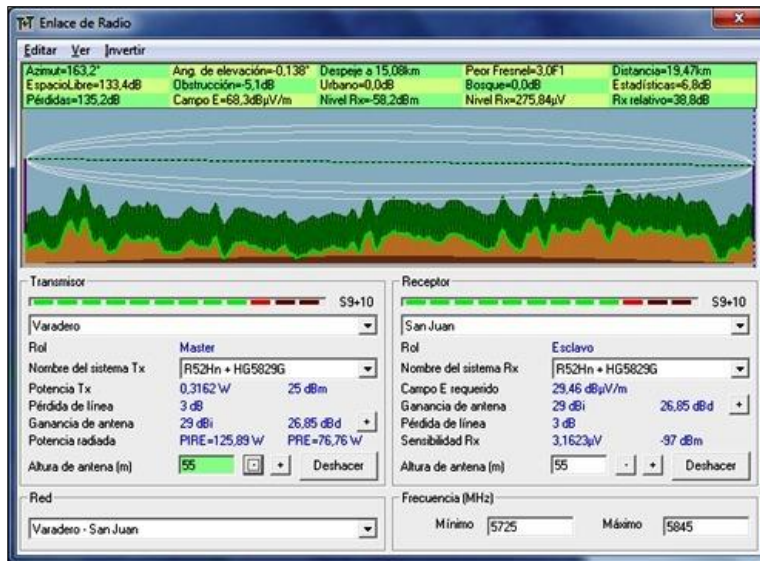 Enlace de Radio
Editar Ver Invertir
Azimut=163,2° Ang. de elevación=-0,138° Despeje a 15,08km Peor Fresnel=3,0F1 Distancia=19,47km
EspacioLibre=133,4dB Obstrucción=-5,1dB Urbano=0,0dB Bosque=0,0dB Estadísticas=6,8dB
Pérdidas=135,2dB Campo E=68,3dBµV/m Nivel Rx=-58,2dBm Nivel Rx=275,84µV Rx relativo=38,8dB
Transmisor
S9+10
Varadero
Rol Master
Nombre del sistema Tx R52Hn + HG5829G
Potencia Tx 0,3162 W 25 dBm
Pérdida de línea 3 dB
Ganancia de antena 29 dBi 26,85 dBd +
Potencia radiada PIRE=125,89 W PRE=76,76 W
Altura de antena (m) 55 - + Deshacer
Red
Varadero - San Juan
Receptor
S9+10
San Juan
Rol Esclavo
Nombre del sistema Rx R52Hn + HG5829G
Campo E requerido 29,46 dBµV/m
Ganancia de antena 29 dBi 26,85 dBd +
Pérdida de línea 3 dB
Sensibilidad Rx 3,1623µV -97 dBm
Altura de antena (m) 55 - + Deshacer
Frecuencia (MHz)
Mínimo 5725 Máximo 5845